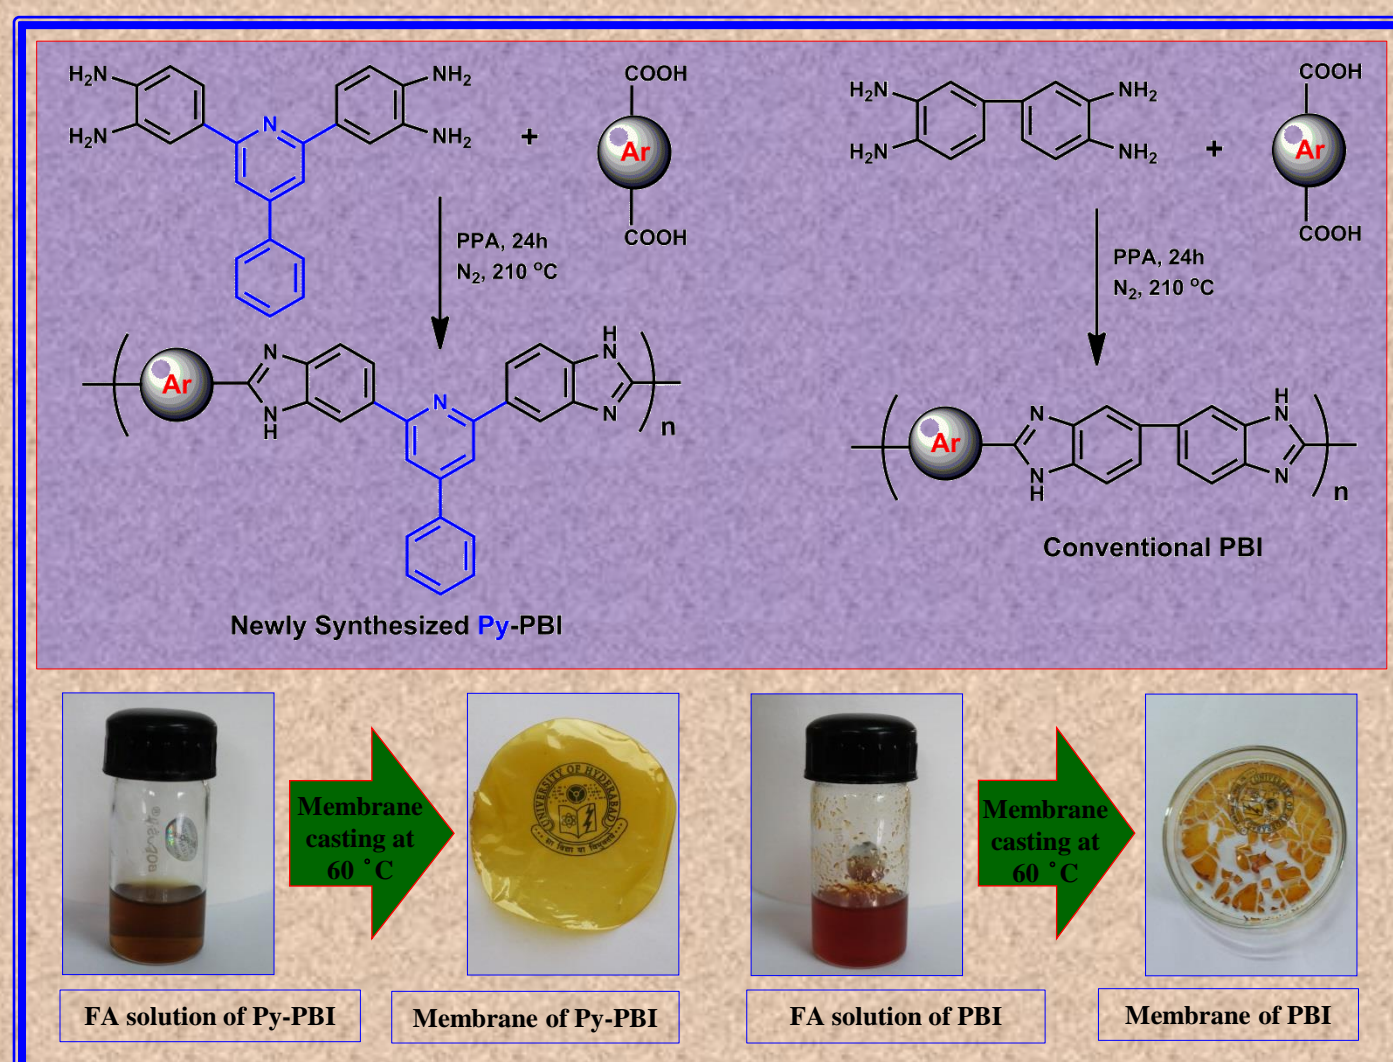 H2N
H2N
N
NH2
NH2
+
COOH
Ar
COOH
PPA, 24h
N2, 210 °C
H2N
H2N
NH2
NH2
+
COOH
Ar
COOH
PPA, 24h
N2, 210 °C
Ar
N
N
H
N
H
N
N
n
Newly Synthesized Py-PBI
Ar
N
N
H
H
N
N
n
Conventional PBI
Membrane
casting at
60 °C
UNIVERSITY OF HYDERABAD
सा विद्या या विमुक्तये
Membrane
casting at
60 °C
FA solution of Py-PBI
Membrane of Py-PBI
FA solution of PBI
Membrane of PBI